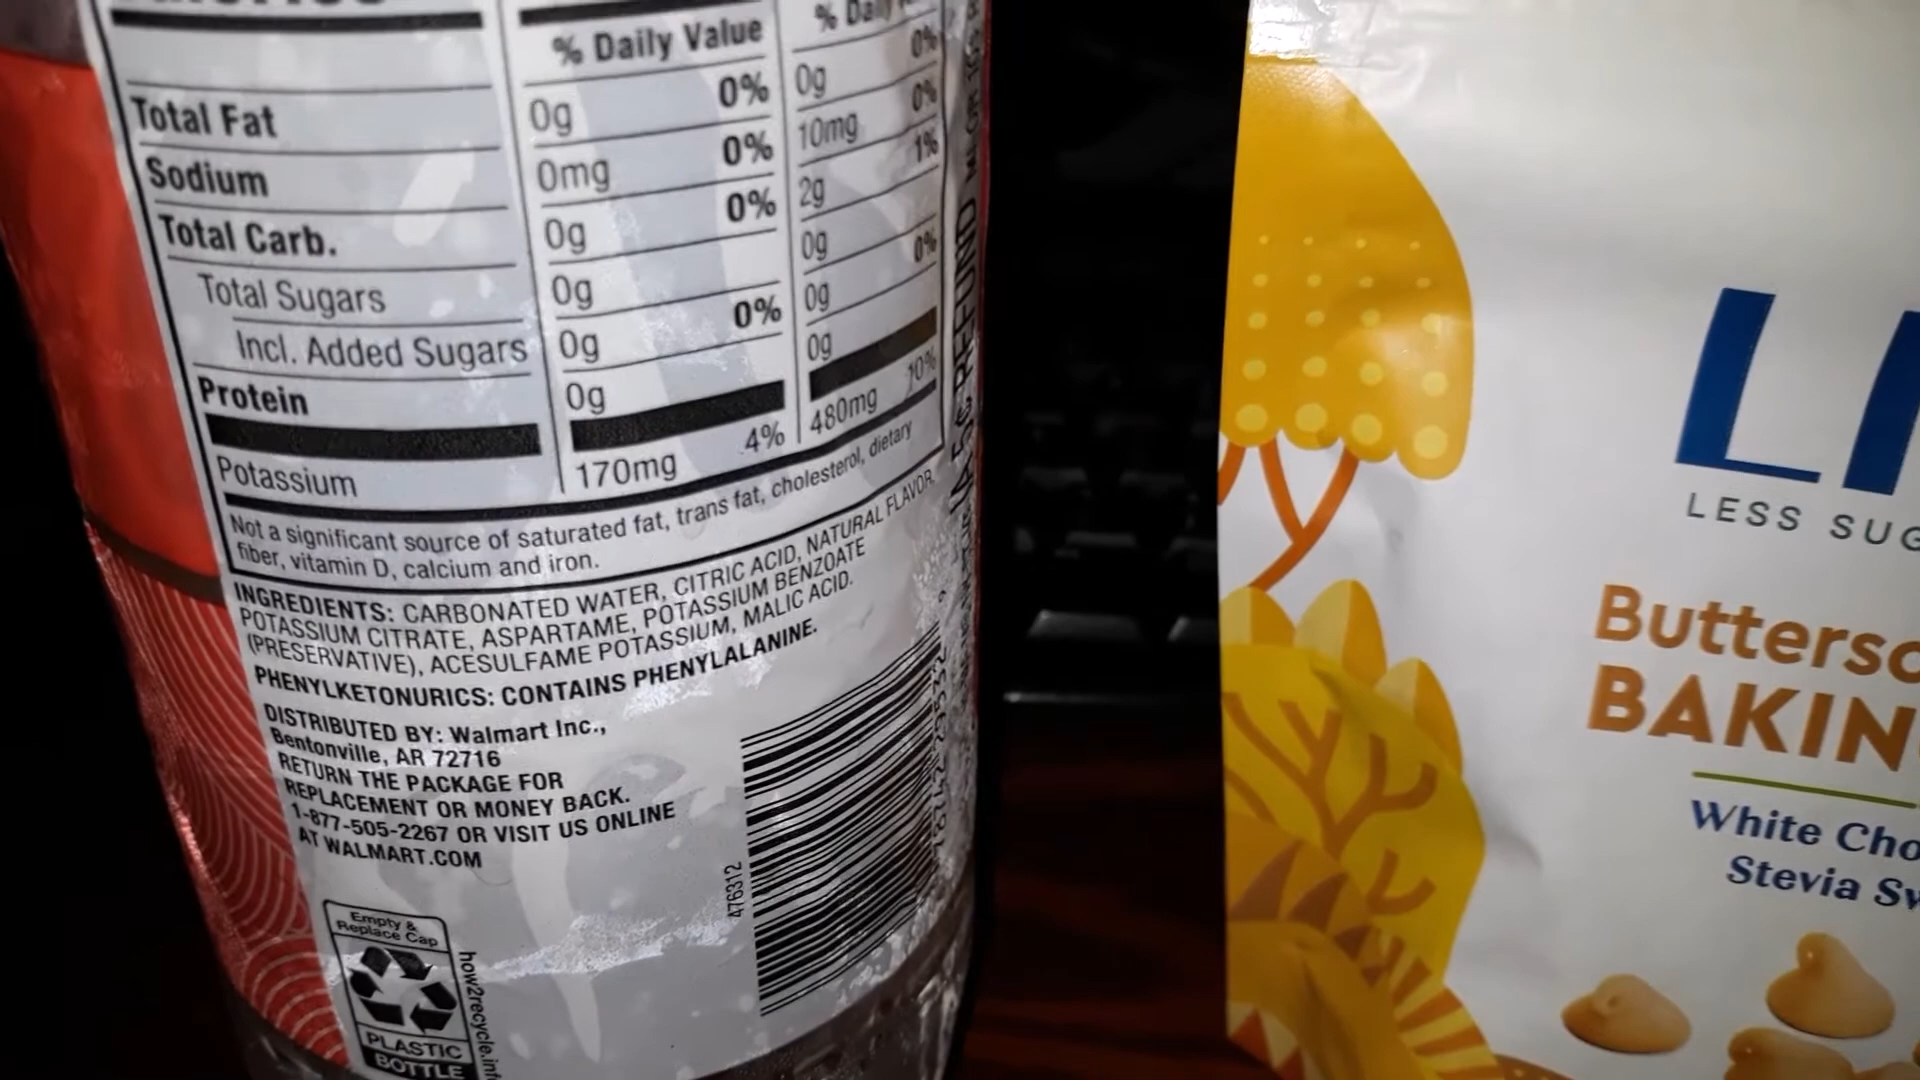 % Daily Value
Total Fat 0g 0% 0g 0%
Sodium 0mg 0% 10mg 0%
Total Carb. 0g 0% 2g 1%
Total Sugars 0g 0g
Incl. Added Sugars 0g 0% 0g 0%
Protein 0g 0g
Potassium 170mg 4% 480mg 10%
Not a significant source of saturated fat, trans fat, cholesterol, dietary
fiber, vitamin D, calcium and iron.
INGREDIENTS: CARBONATED WATER, CITRIC ACID, NATURAL FLAVOR,
POTASSIUM CITRATE, ASPARTAME, POTASSIUM BENZOATE
(PRESERVATIVE), ACESULFAME POTASSIUM, MALIC ACID.
PHENYLKETONURICS: CONTAINS PHENYLALANINE.
DISTRIBUTED BY: Walmart Inc.,
Bentonville, AR 72716
RETURN THE PACKAGE FOR
REPLACEMENT OR MONEY BACK.
1-877-505-2267 OR VISIT US ONLINE
AT WALMART.COM
476312
Empty &
Replace Cap
PLASTIC
BOTTLE
how2recycle.inf
REFUND
LI
LESS SUG
Buttersc
BAKIN
White Cho
Stevia Sw